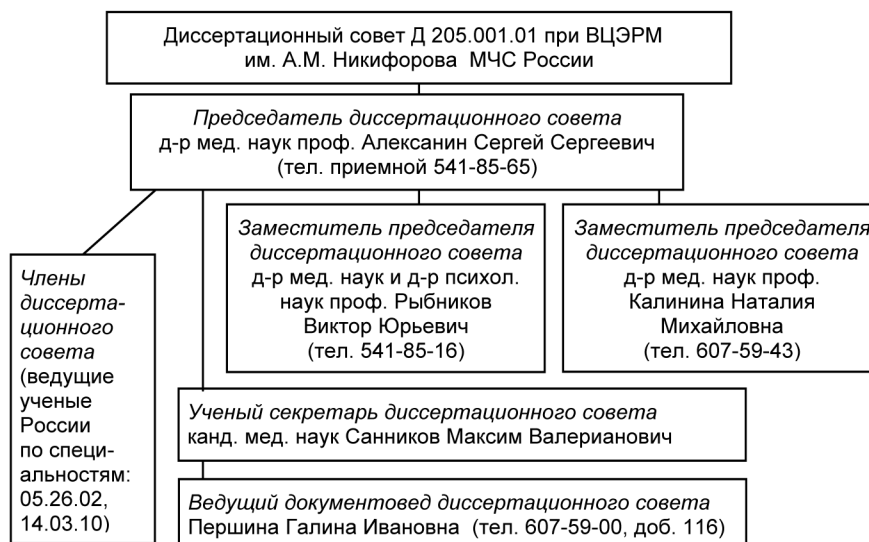 Диссертационный совет Д 205.001.01 при ВЦЭРМ
им. А.М. Никифорова МЧС России
Председатель диссертационного совета
д-р мед. наук проф. Алексанин Сергей Сергеевич
(тел. приемной 541-85-65)
Члены
диссерта-
ционного
совета
(ведущие
ученые
России
по специ-
альностям:
05.26.02,
14.03.10)
Заместитель председателя
диссертационного совета
д-р мед. наук и д-р психол.
наук проф. Рыбников
Виктор Юрьевич
(тел. 541-85-16)
Заместитель председателя
диссертационного совета
д-р мед. наук проф.
Калинина Наталия
Михайловна
(тел. 607-59-43)
Ученый секретарь диссертационного совета
канд. мед. наук Санников Максим Валерианович
Ведущий документовед диссертационного совета
Першина Галина Ивановна (тел. 607-59-00, доб. 116)